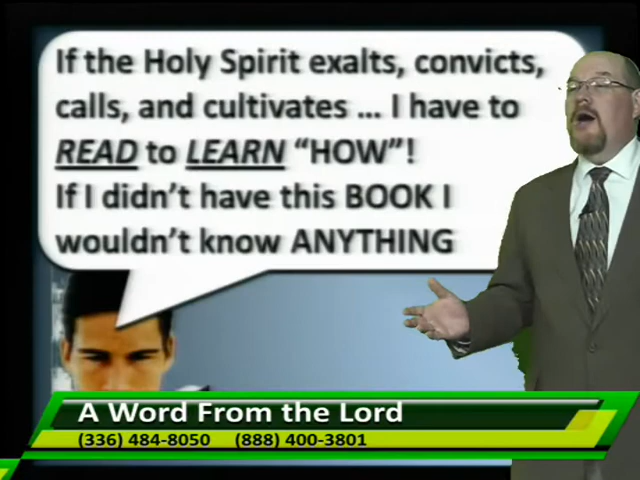 If the Holy Spirit exalts, convicts,
calls, and cultivates ... I have to
READ to LEARN “HOW”!
If I didn’t have this BOOK I
wouldn’t know ANYTHING
A Word From the Lord
(336) 484-8050 (888) 400-3801